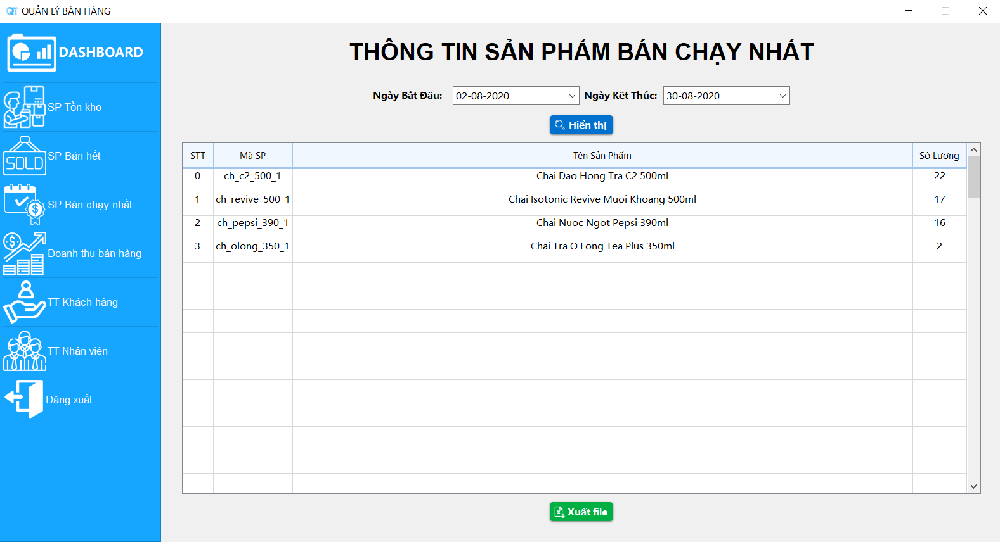 QT QUẢN LÝ BÁN HÀNG
DASHBOARD
SP Tồn kho
SOLD
SP Bán hết
SP Bán chạy nhất
Doanh thu bán hàng
TT Khách hàng
TT Nhân viên
Đăng xuất
THÔNG TIN SẢN PHẨM BÁN CHẠY NHẤT
Ngày Bắt Đầu: 02-08-2020 Ngày Kết Thúc: 30-08-2020
Hiển thị
STT Mã SP Tên Sản Phẩm Sô Lượng
0 ch_c2_500_1 Chai Dao Hong Tra C2 500ml 22
1 ch_revive_500_1 Chai Isotonic Revive Muoi Khoang 500ml 17
2 ch_pepsi_390_1 Chai Nuoc Ngot Pepsi 390ml 16
3 ch_olong_350_1 Chai Tra O Long Tea Plus 350ml 2
Xuất file